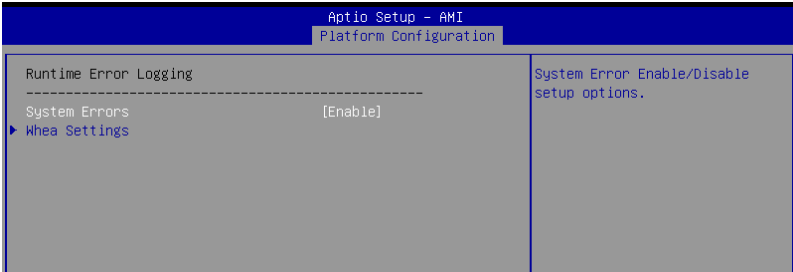 Aptio Setup – AMI
Platform Configuration
Runtime Error Logging
--------------------------------------------------
System Errors [Enable]
Whea Settings
System Error Enable/Disable
setup options.